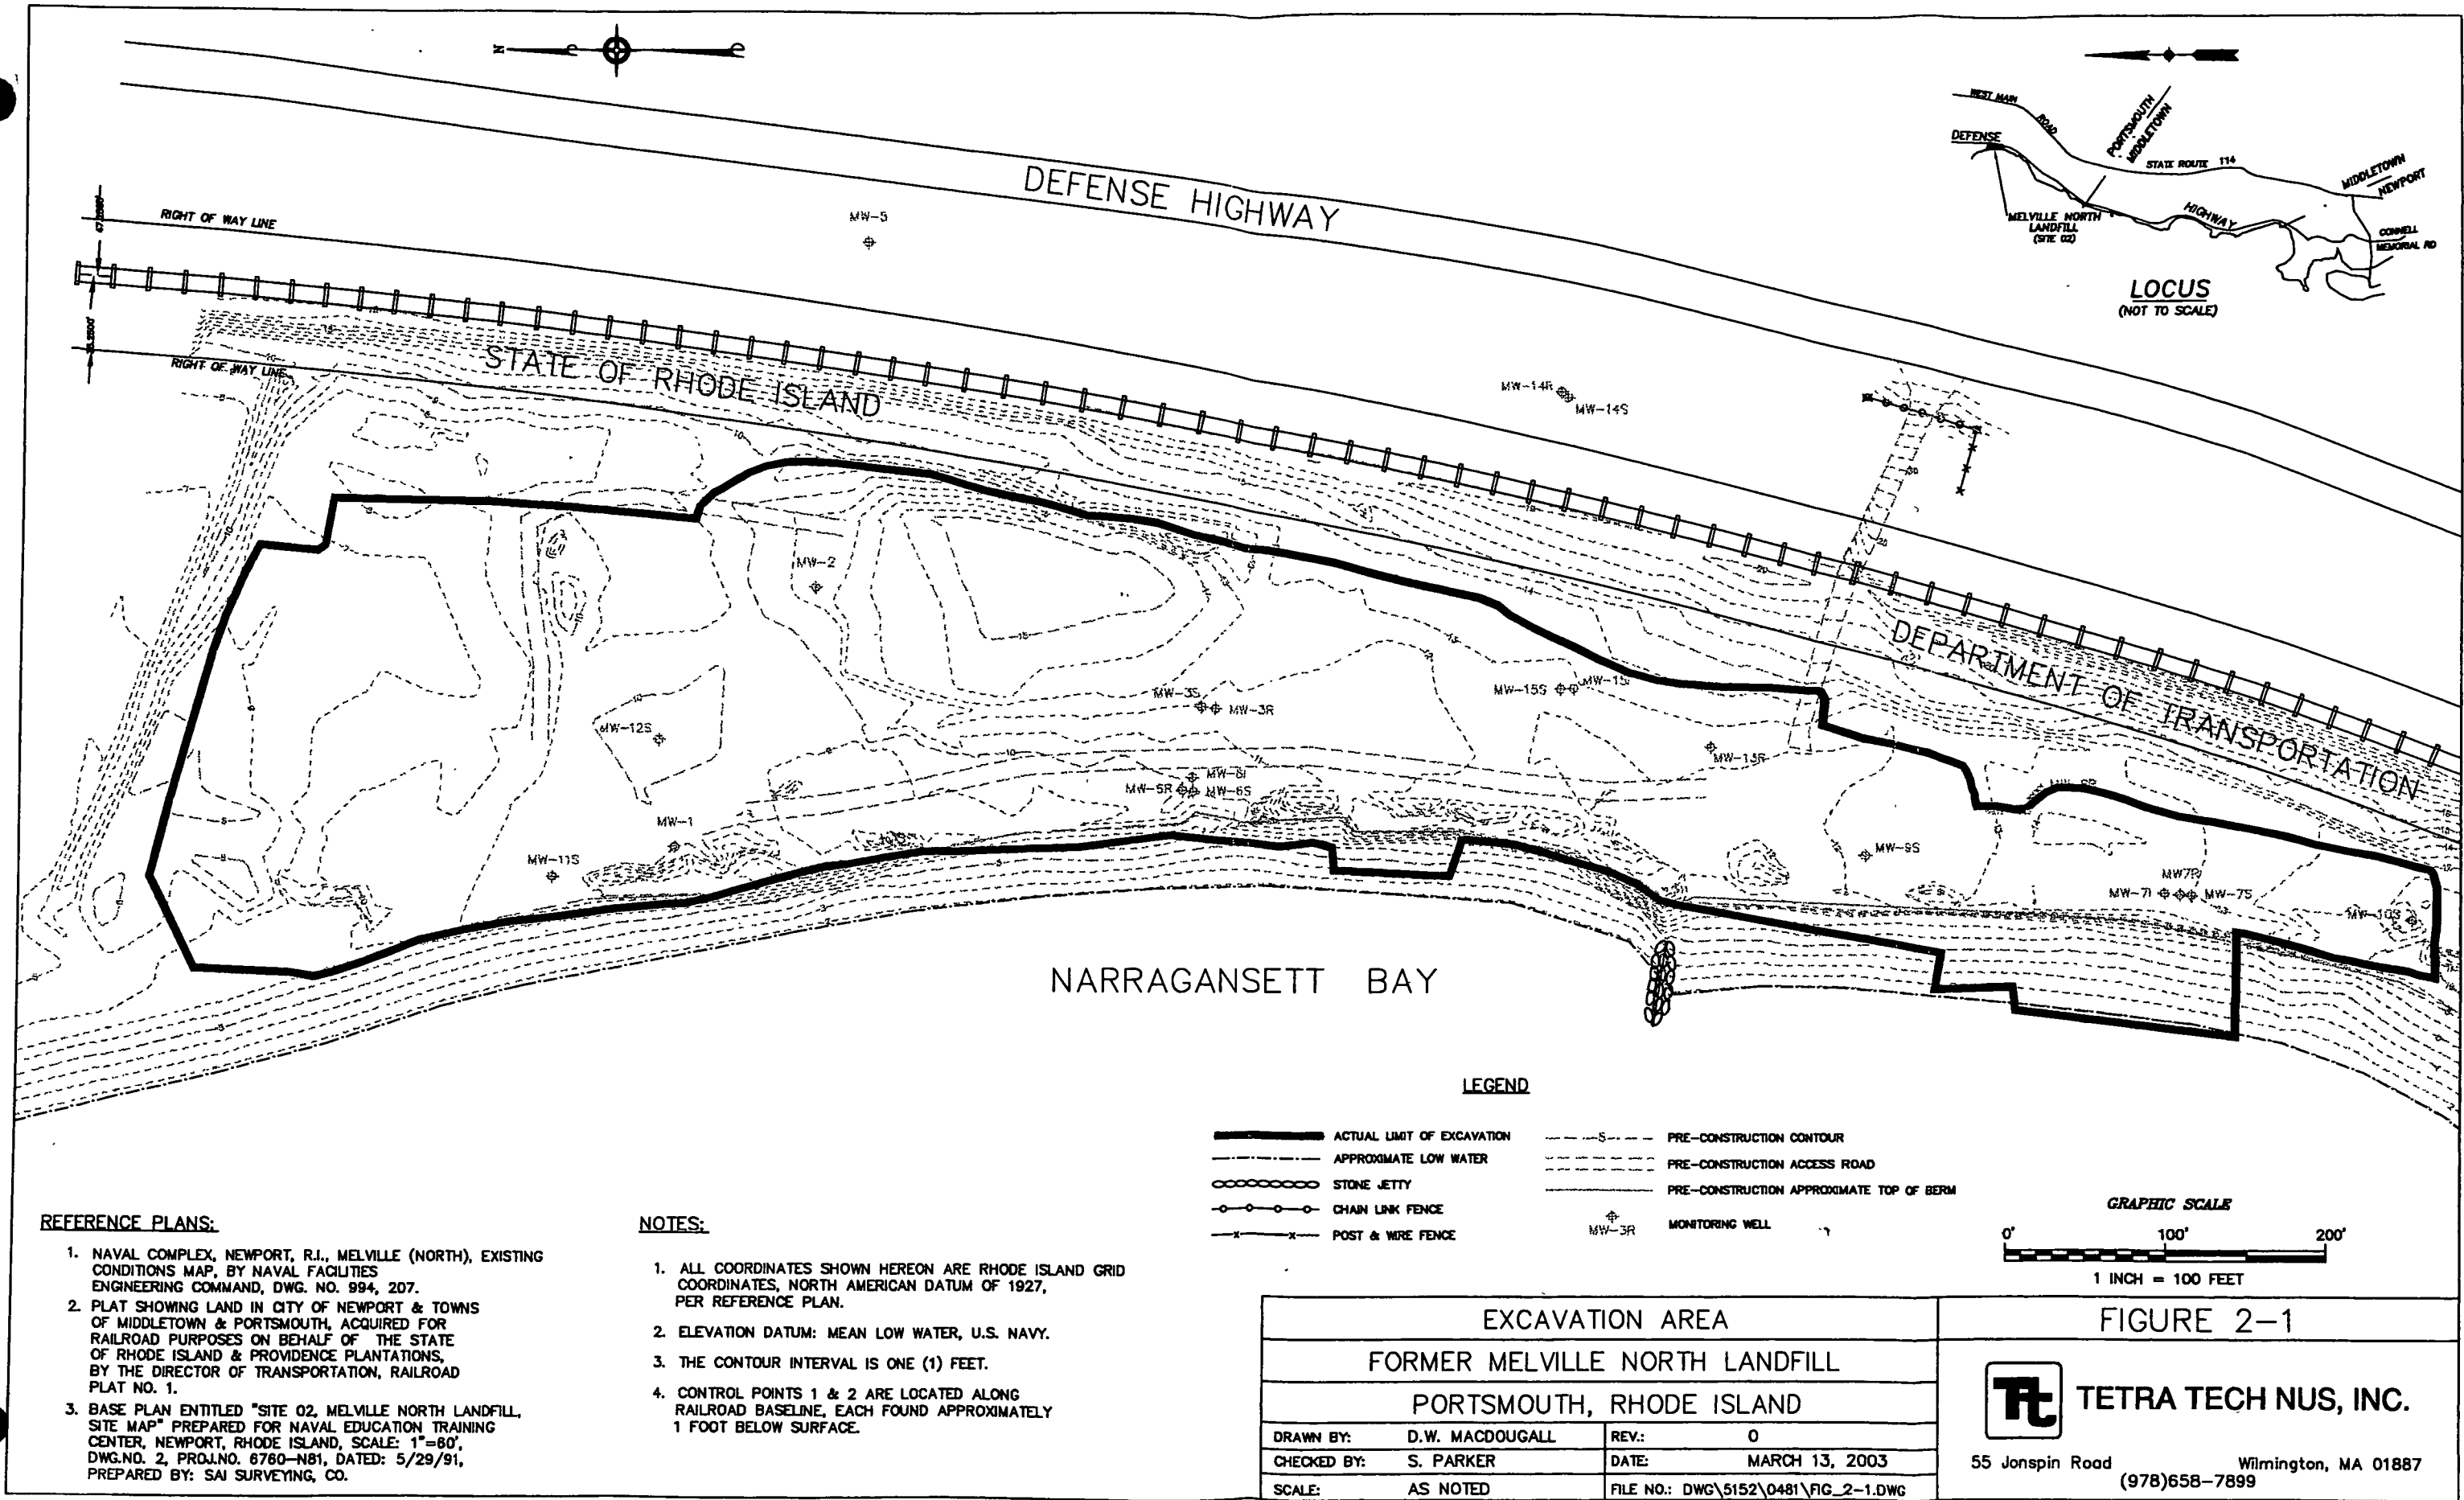 N
DEFENSE HIGHWAY
RIGHT OF WAY LINE
RIGHT OF WAY LINE
STATE OF RHODE ISLAND
DEPARTMENT OF TRANSPORTATION
NARRAGANSETT BAY
WEST MAIN
ROAD
PORTSMOUTH
MIDDLETOWN
DEFENSE
STATE ROUTE 114
MIDDLETOWN
NEWPORT
HIGHWAY
MELVILLE NORTH
LANDFILL
(SITE 02)
CONNELL
MEMORIAL RD
LOCUS
(NOT TO SCALE)
MW-5
MW-14R
MW-14S
MW-2
MW-3S
MW-3R
MW-15S
MW-12S
MW-13R
MW-6I
MW-6S
MW-1
MW-11S
MW-9S
MW7R
MW-7I
MW-7S
MW-10S
LEGEND
ACTUAL LIMIT OF EXCAVATION
APPROXIMATE LOW WATER
STONE JETTY
CHAIN LINK FENCE
POST & WIRE FENCE
5
PRE-CONSTRUCTION CONTOUR
PRE-CONSTRUCTION ACCESS ROAD
PRE-CONSTRUCTION APPROXIMATE TOP OF BERM
MW-3R
MONITORING WELL
GRAPHIC SCALE
0' 100' 200'
1 INCH = 100 FEET
REFERENCE PLANS:
1. NAVAL COMPLEX, NEWPORT, R.I., MELVILLE (NORTH), EXISTING
CONDITIONS MAP, BY NAVAL FACILITIES
ENGINEERING COMMAND, DWG. NO. 994, 207.
2. PLAT SHOWING LAND IN CITY OF NEWPORT & TOWNS
OF MIDDLETOWN & PORTSMOUTH, ACQUIRED FOR
RAILROAD PURPOSES ON BEHALF OF THE STATE
OF RHODE ISLAND & PROVIDENCE PLANTATIONS,
BY THE DIRECTOR OF TRANSPORTATION, RAILROAD
PLAT NO. 1.
3. BASE PLAN ENTITLED "SITE 02, MELVILLE NORTH LANDFILL,
SITE MAP" PREPARED FOR NAVAL EDUCATION TRAINING
CENTER, NEWPORT, RHODE ISLAND, SCALE: 1"=60',
DWG.NO. 2, PROJ.NO. 6760-N81, DATED: 5/29/91,
PREPARED BY: SAI SURVEYING, CO.
NOTES:
1. ALL COORDINATES SHOWN HEREON ARE RHODE ISLAND GRID
COORDINATES, NORTH AMERICAN DATUM OF 1927,
PER REFERENCE PLAN.
2. ELEVATION DATUM: MEAN LOW WATER, U.S. NAVY.
3. THE CONTOUR INTERVAL IS ONE (1) FEET.
4. CONTROL POINTS 1 & 2 ARE LOCATED ALONG
RAILROAD BASELINE, EACH FOUND APPROXIMATELY
1 FOOT BELOW SURFACE.
EXCAVATION AREA
FORMER MELVILLE NORTH LANDFILL
PORTSMOUTH, RHODE ISLAND
DRAWN BY: D.W. MACDOUGALL
REV.: 0
CHECKED BY: S. PARKER
DATE: MARCH 13, 2003
SCALE: AS NOTED
FILE NO.: DWG\5152\0481\FIG_2-1.DWG
FIGURE 2-1
TETRA TECH NUS, INC.
55 Jonspin Road Wilmington, MA 01887
(978)658-7899